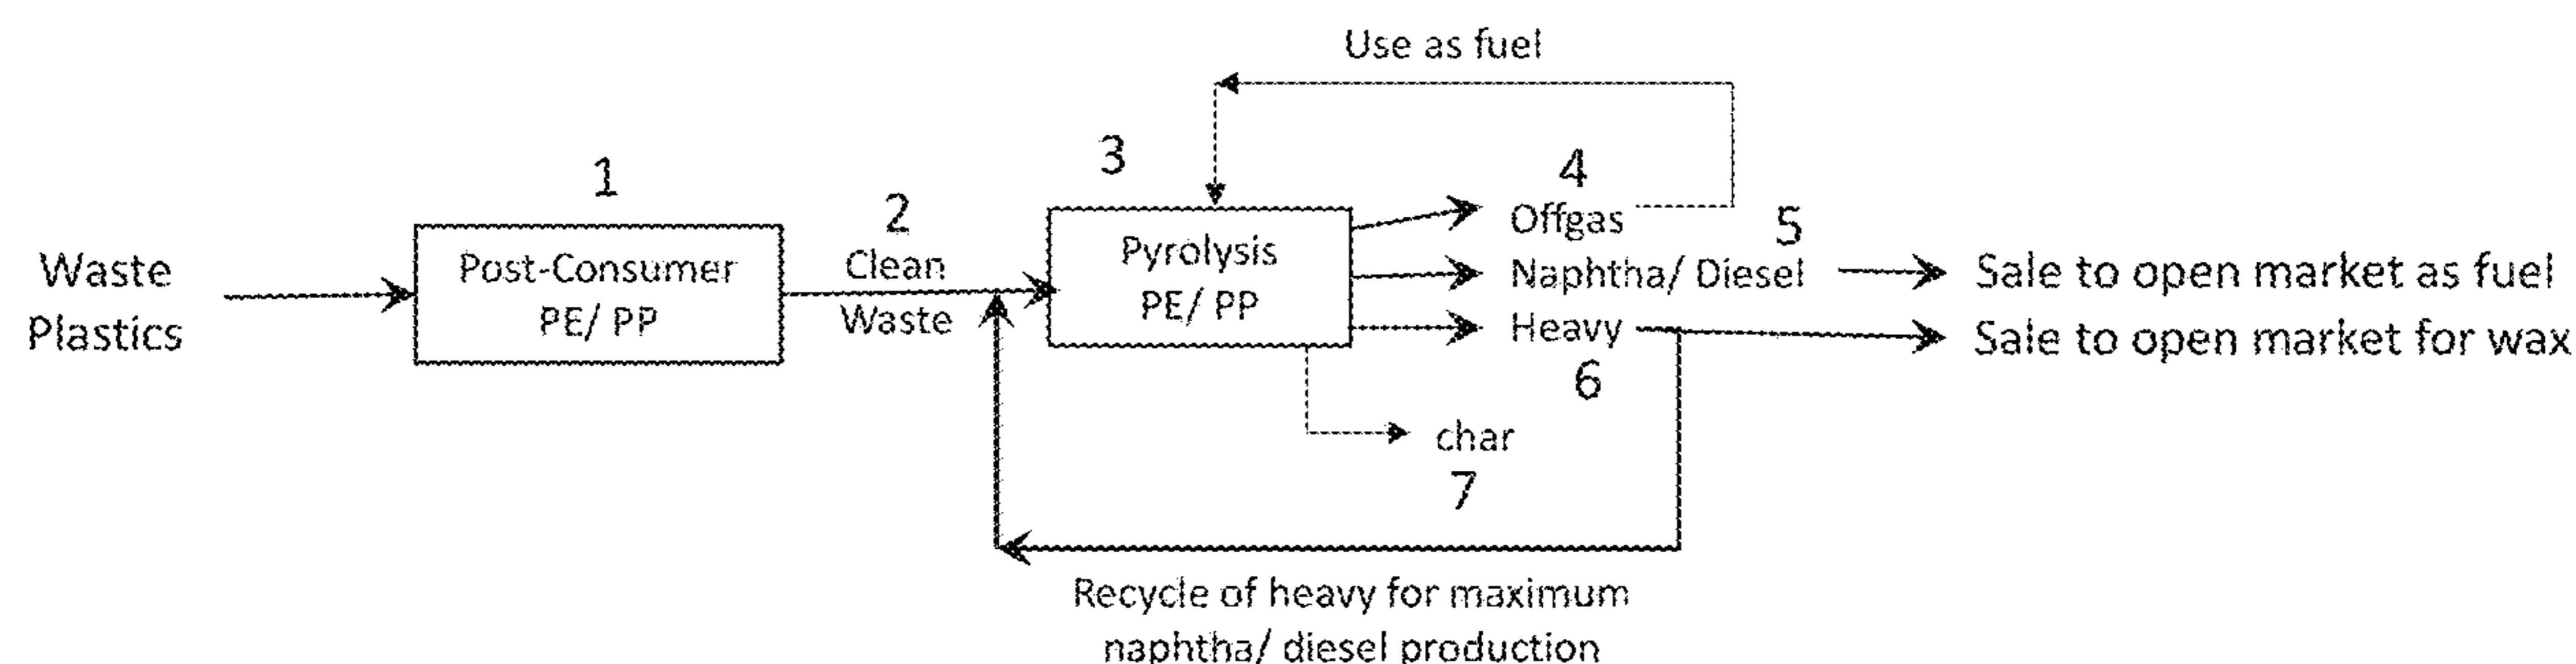 Use as fuel
1
2
3
4
5
Waste
Plastics
Post-Consumer
PE/ PP
Clean
Waste
Pyrolysis
PE/ PP
Offgas
Naphtha/ Diesel
Heavy
6
Sale to open market as fuel
Sale to open market for wax
char
7
Recycle of heavy for maximum
naphtha/ diesel production